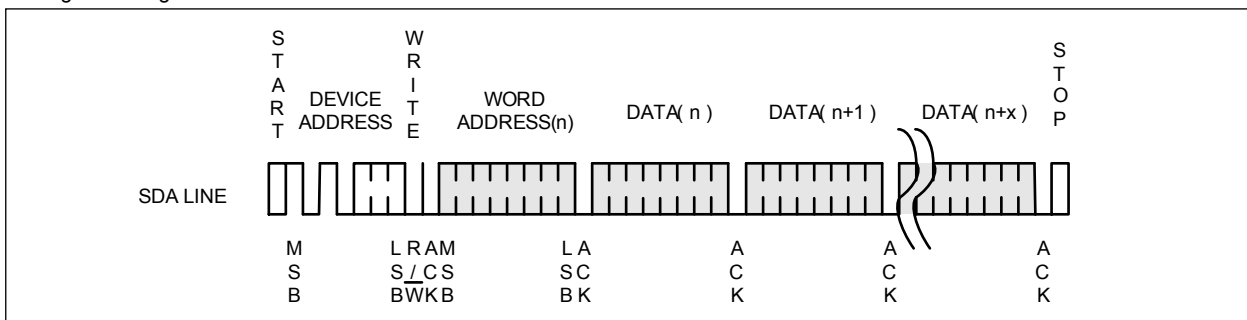 START
WRITE
STOP
DEVICE
ADDRESS
WORD
ADDRESS(n)
DATA( n )
DATA( n+1 )
DATA( n+x )
SDA LINE
MSB
LSB
R/W
ACK
MSB
LSB
ACK
ACK
ACK
ACK